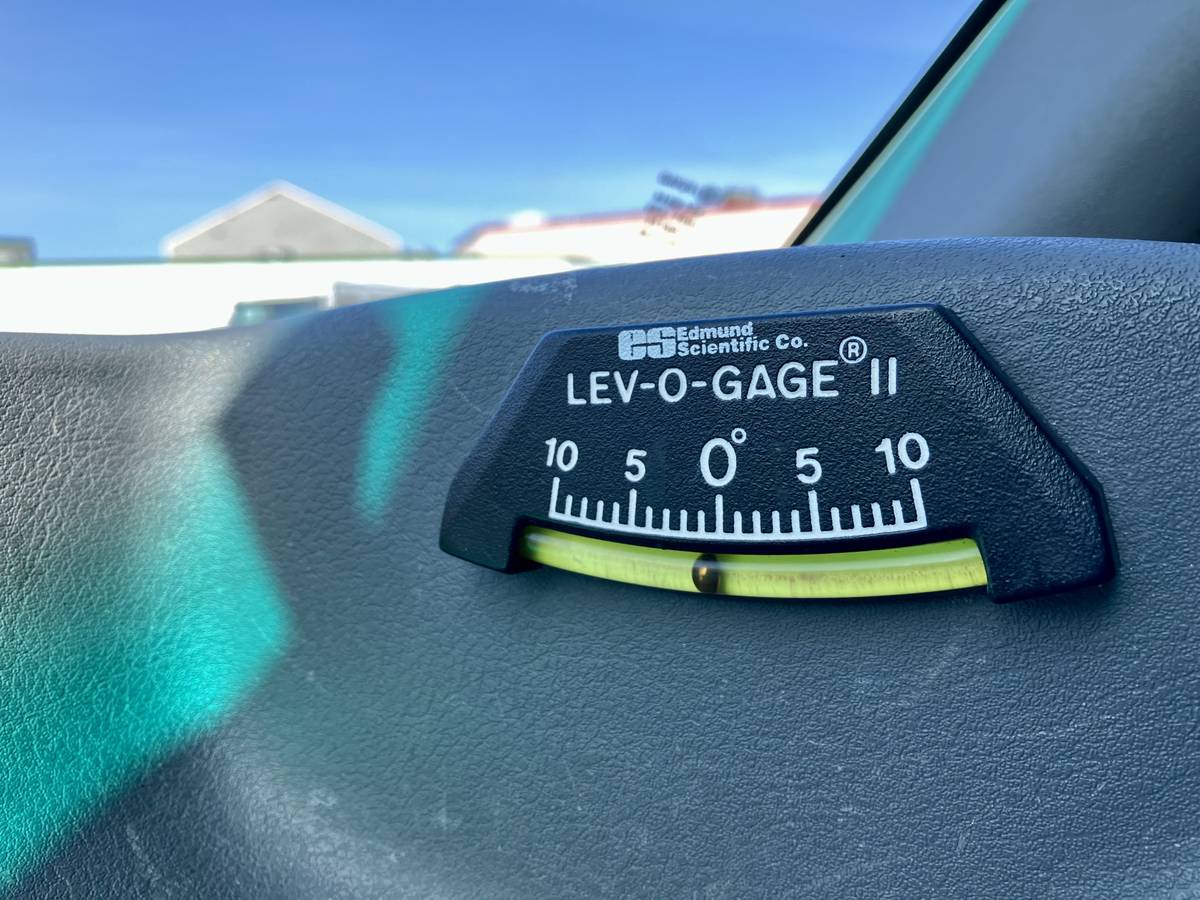 es Edmund
Scientific Co.
LEV-O-GAGE® II
10 5 0° 5 10